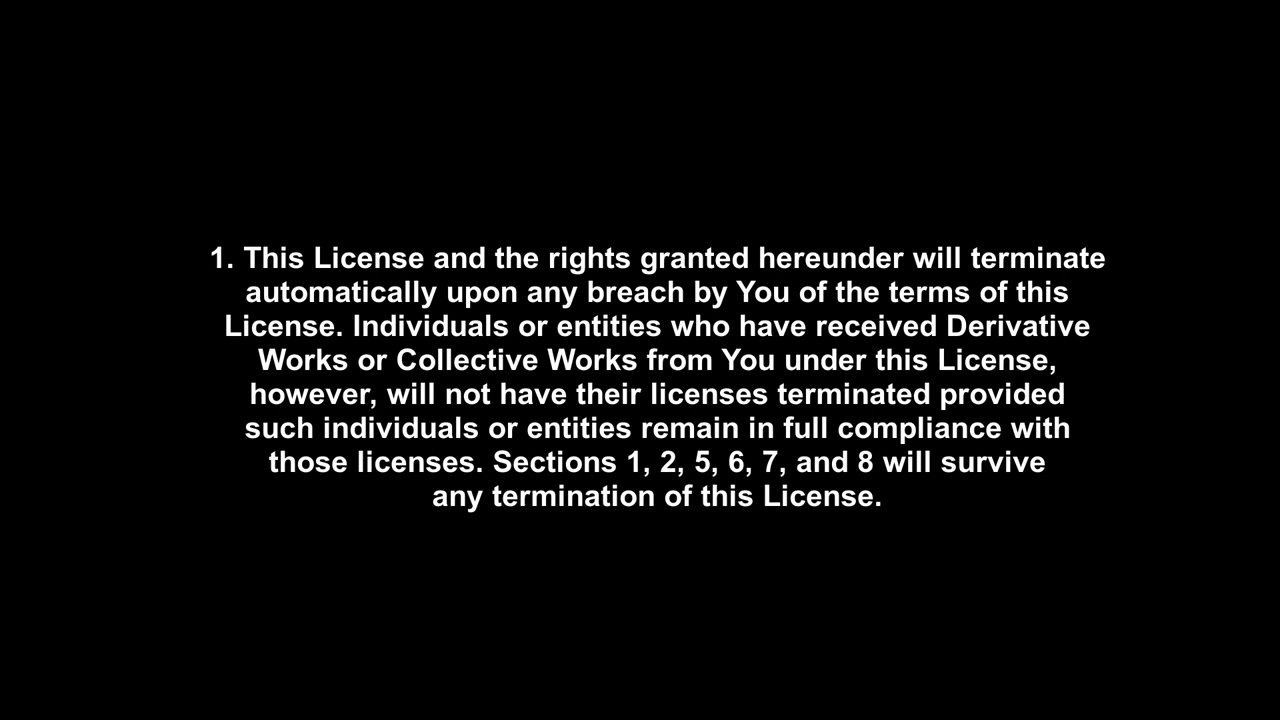 1. This License and the rights granted hereunder will terminate
automatically upon any breach by You of the terms of this
License. Individuals or entities who have received Derivative
Works or Collective Works from You under this License,
however, will not have their licenses terminated provided
such individuals or entities remain in full compliance with
those licenses. Sections 1, 2, 5, 6, 7, and 8 will survive
any termination of this License.